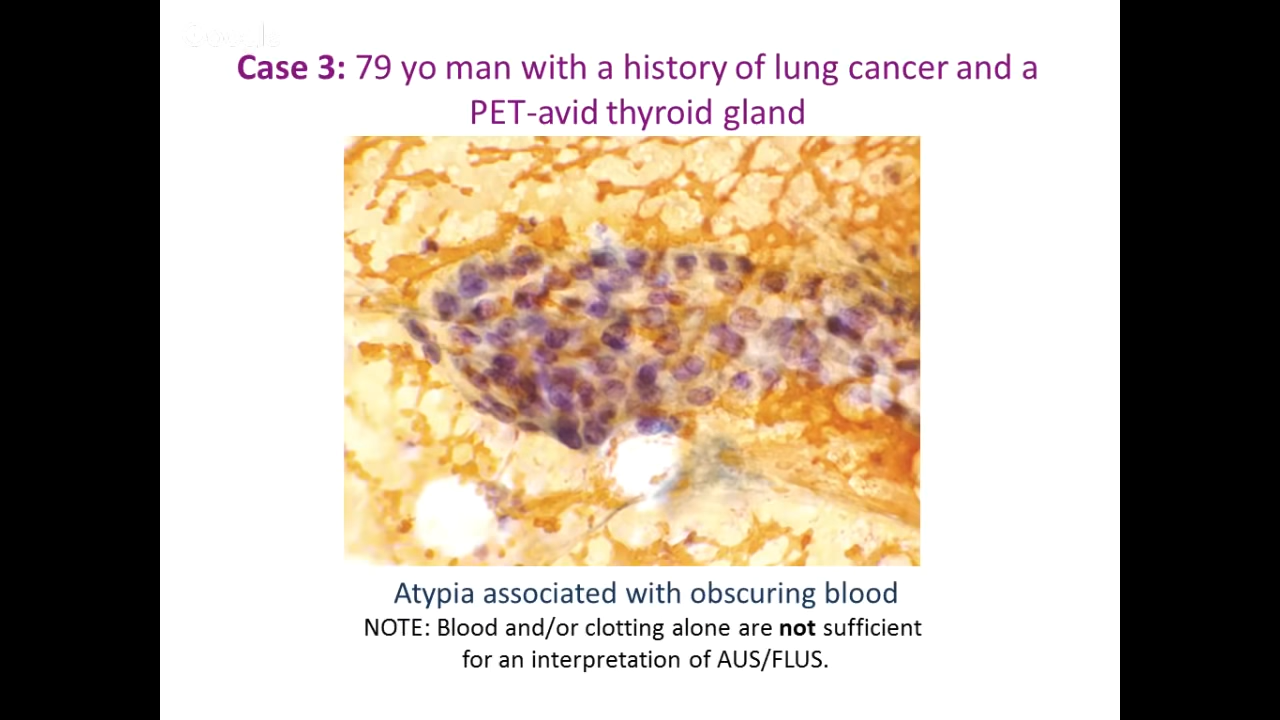 Google
Case 3: 79 yo man with a history of lung cancer and a
PET-avid thyroid gland
Atypia associated with obscuring blood
NOTE: Blood and/or clotting alone are not sufficient
for an interpretation of AUS/FLUS.